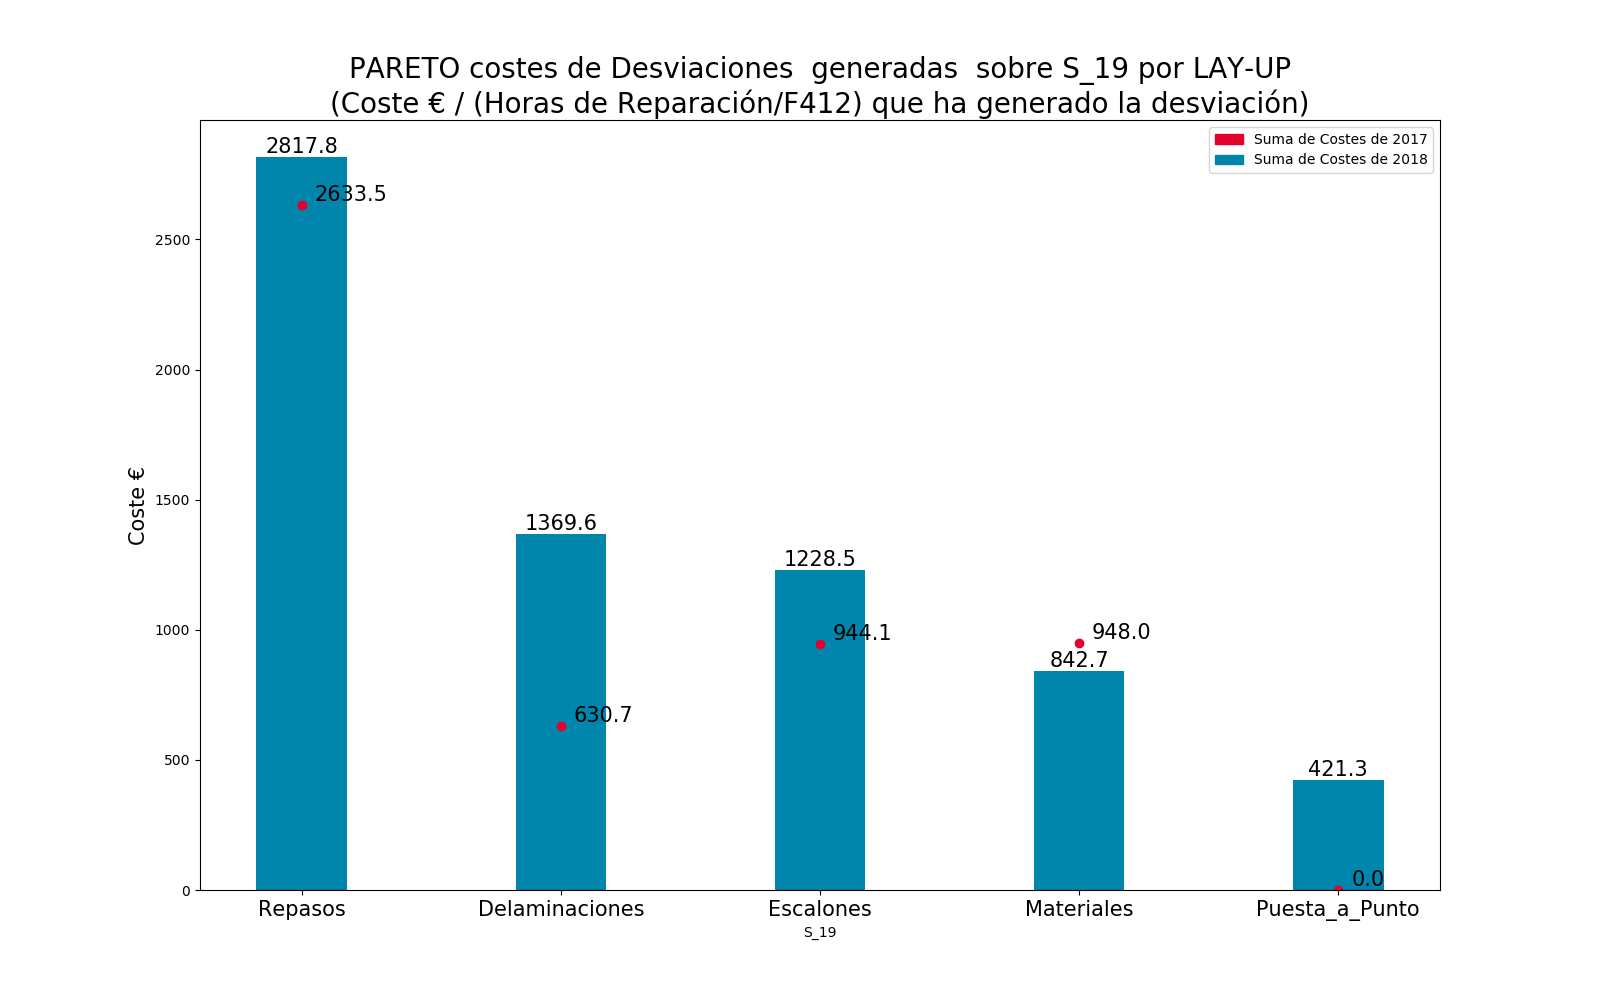 PARETO costes de Desviaciones  generadas  sobre S_19 por LAY-UP
(Coste € / (Horas de Reparación/F412) que ha generado la desviación)
Suma de Costes de 2017
Suma de Costes de 2018
2817.8
2633.5
1369.6
630.7
1228.5
944.1
948.0
842.7
421.3
0.0
Coste €
2500
2000
1500
1000
500
0
Repasos
Delaminaciones
Escalones
Materiales
Puesta_a_Punto
S_19